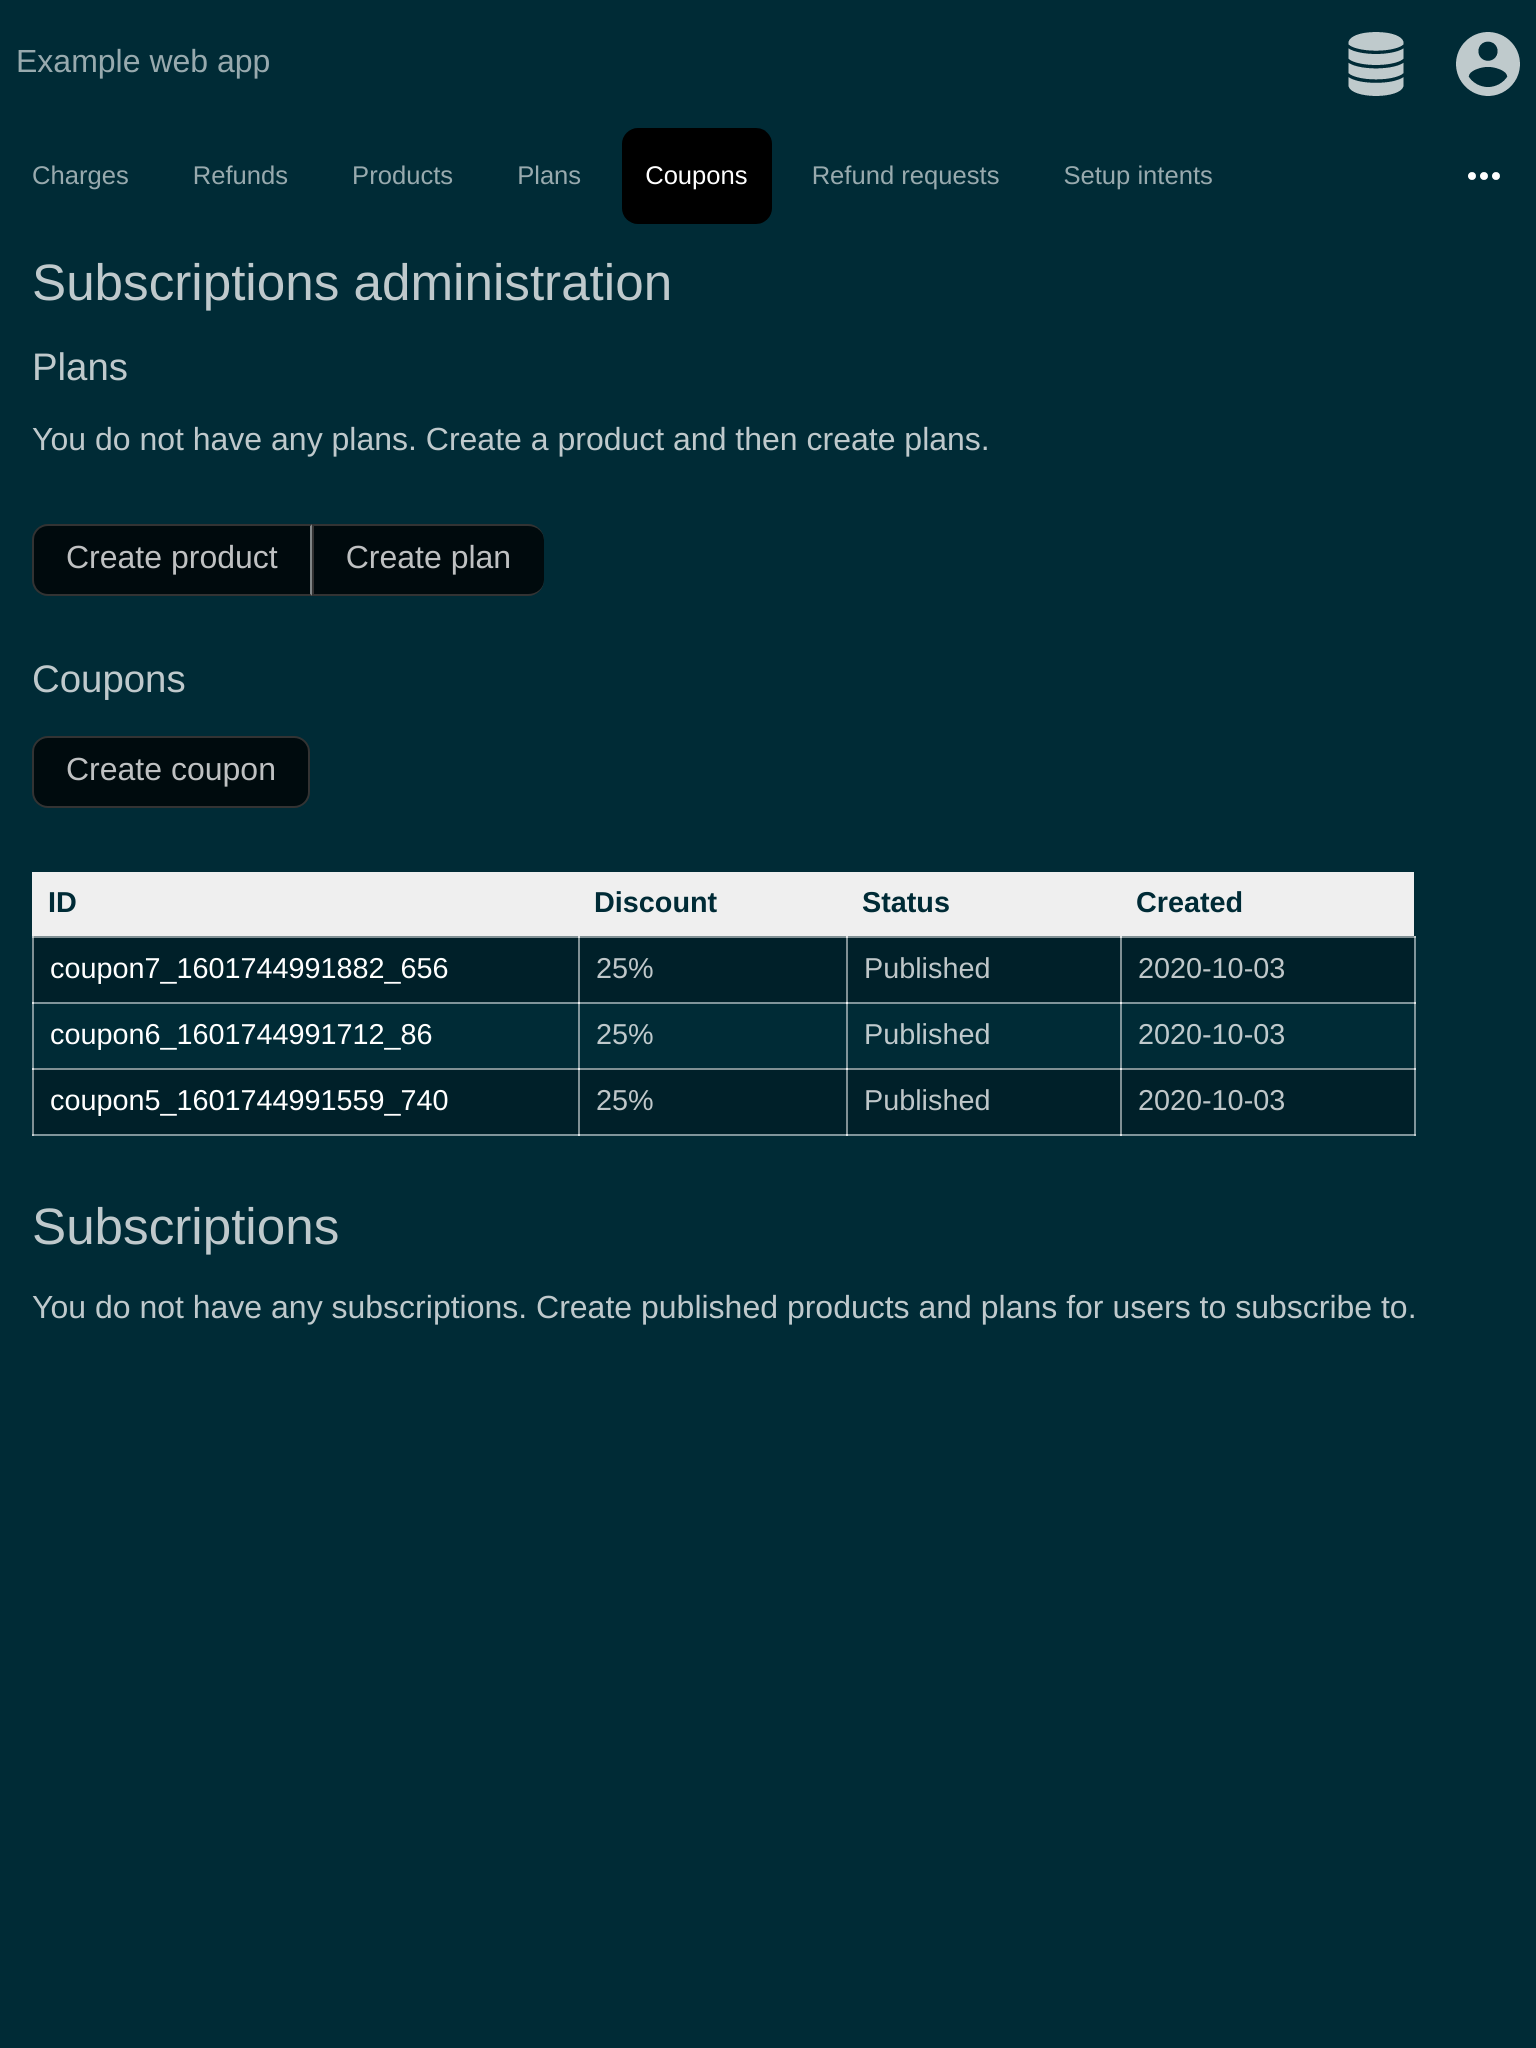 Example web app
Charges Refunds Products Plans Coupons Refund requests Setup intents
Subscriptions administration
Plans
You do not have any plans. Create a product and then create plans.
Create product Create plan
Coupons
Create coupon
ID Discount Status Created
coupon7_1601744991882_656 25% Published 2020-10-03
coupon6_1601744991712_86 25% Published 2020-10-03
coupon5_1601744991559_740 25% Published 2020-10-03
Subscriptions
You do not have any subscriptions. Create published products and plans for users to subscribe to.